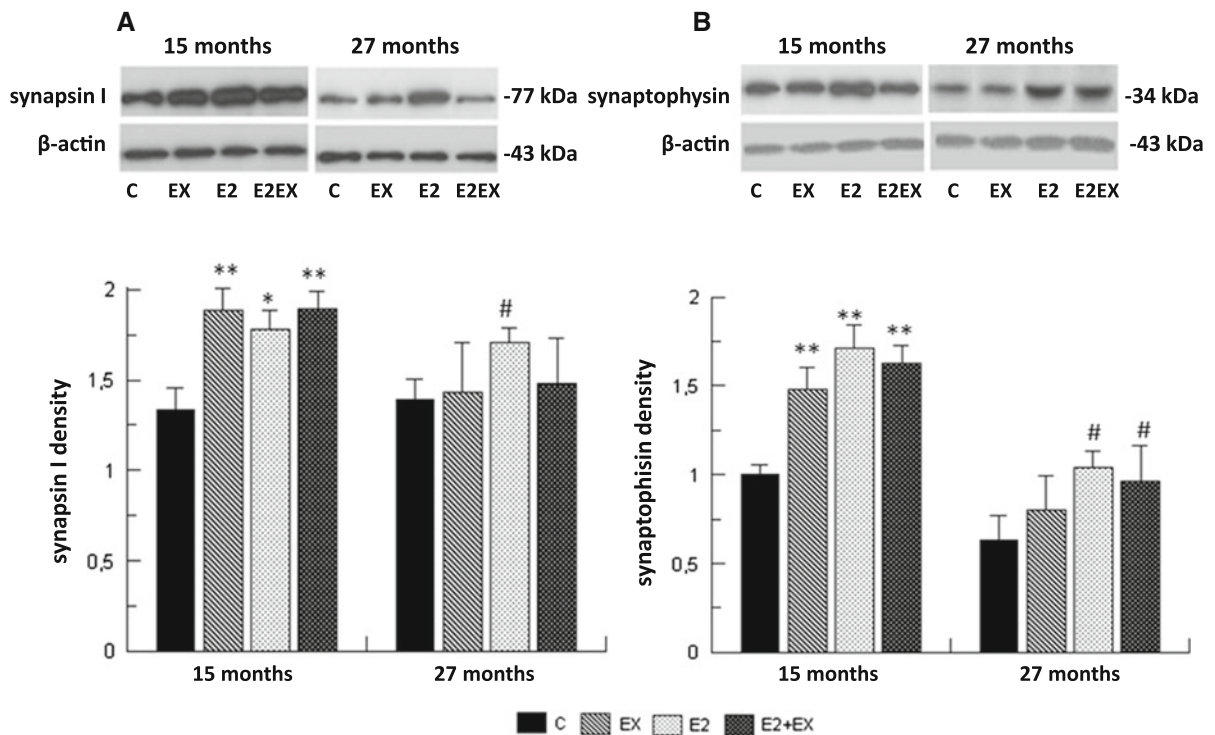 A
15 months 27 months
synapsin I -77 kDa
β-actin -43 kDa
C EX E2 E2EX C EX E2 E2EX
2
1,5
1
0,5
0
synapsin I density
** * ** #
15 months 27 months
B
15 months 27 months
synaptophysin -34 kDa
β-actin -43 kDa
C EX E2 E2EX C EX E2 E2EX
2
1,5
1
0,5
0
synaptophisin density
** ** ** # #
15 months 27 months
C EX E2 E2+EX